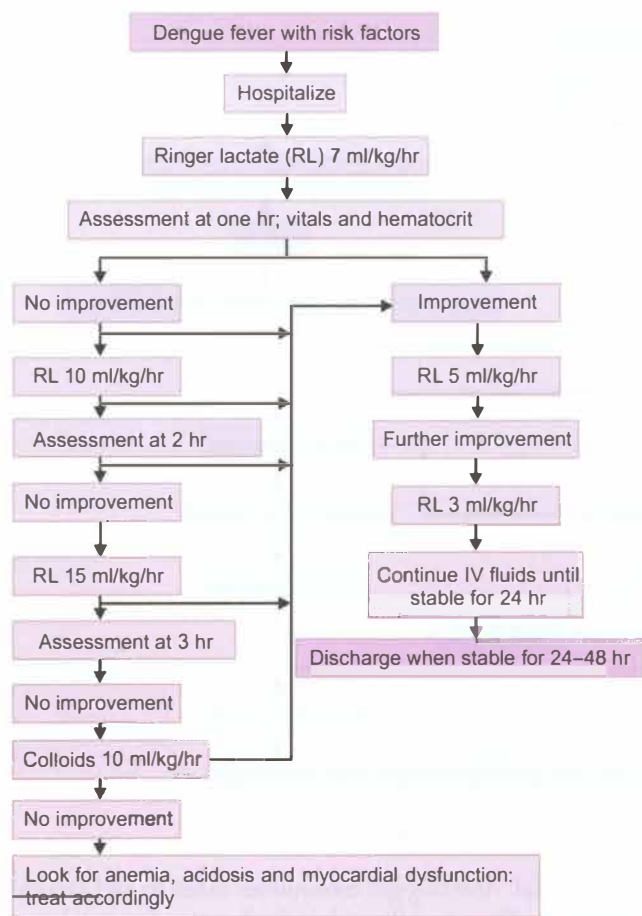 Dengue fever with risk factors
Hospitalize
Ringer lactate (RL) 7 ml/kg/hr
Assessment at one hr; vitals and hematocrit
No improvement
RL 10 ml/kg/hr
Assessment at 2 hr
No improvement
RL 15 ml/kg/hr
Assessment at 3 hr
No improvement
Colloids 10 ml/kg/hr
No improvement
Look for anemia, acidosis and myocardial dysfunction:
treat accordingly
Improvement
RL 5 ml/kg/hr
Further improvement
RL 3 ml/kg/hr
Continue IV fluids until
stable for 24 hr
Discharge when stable for 24–48 hr